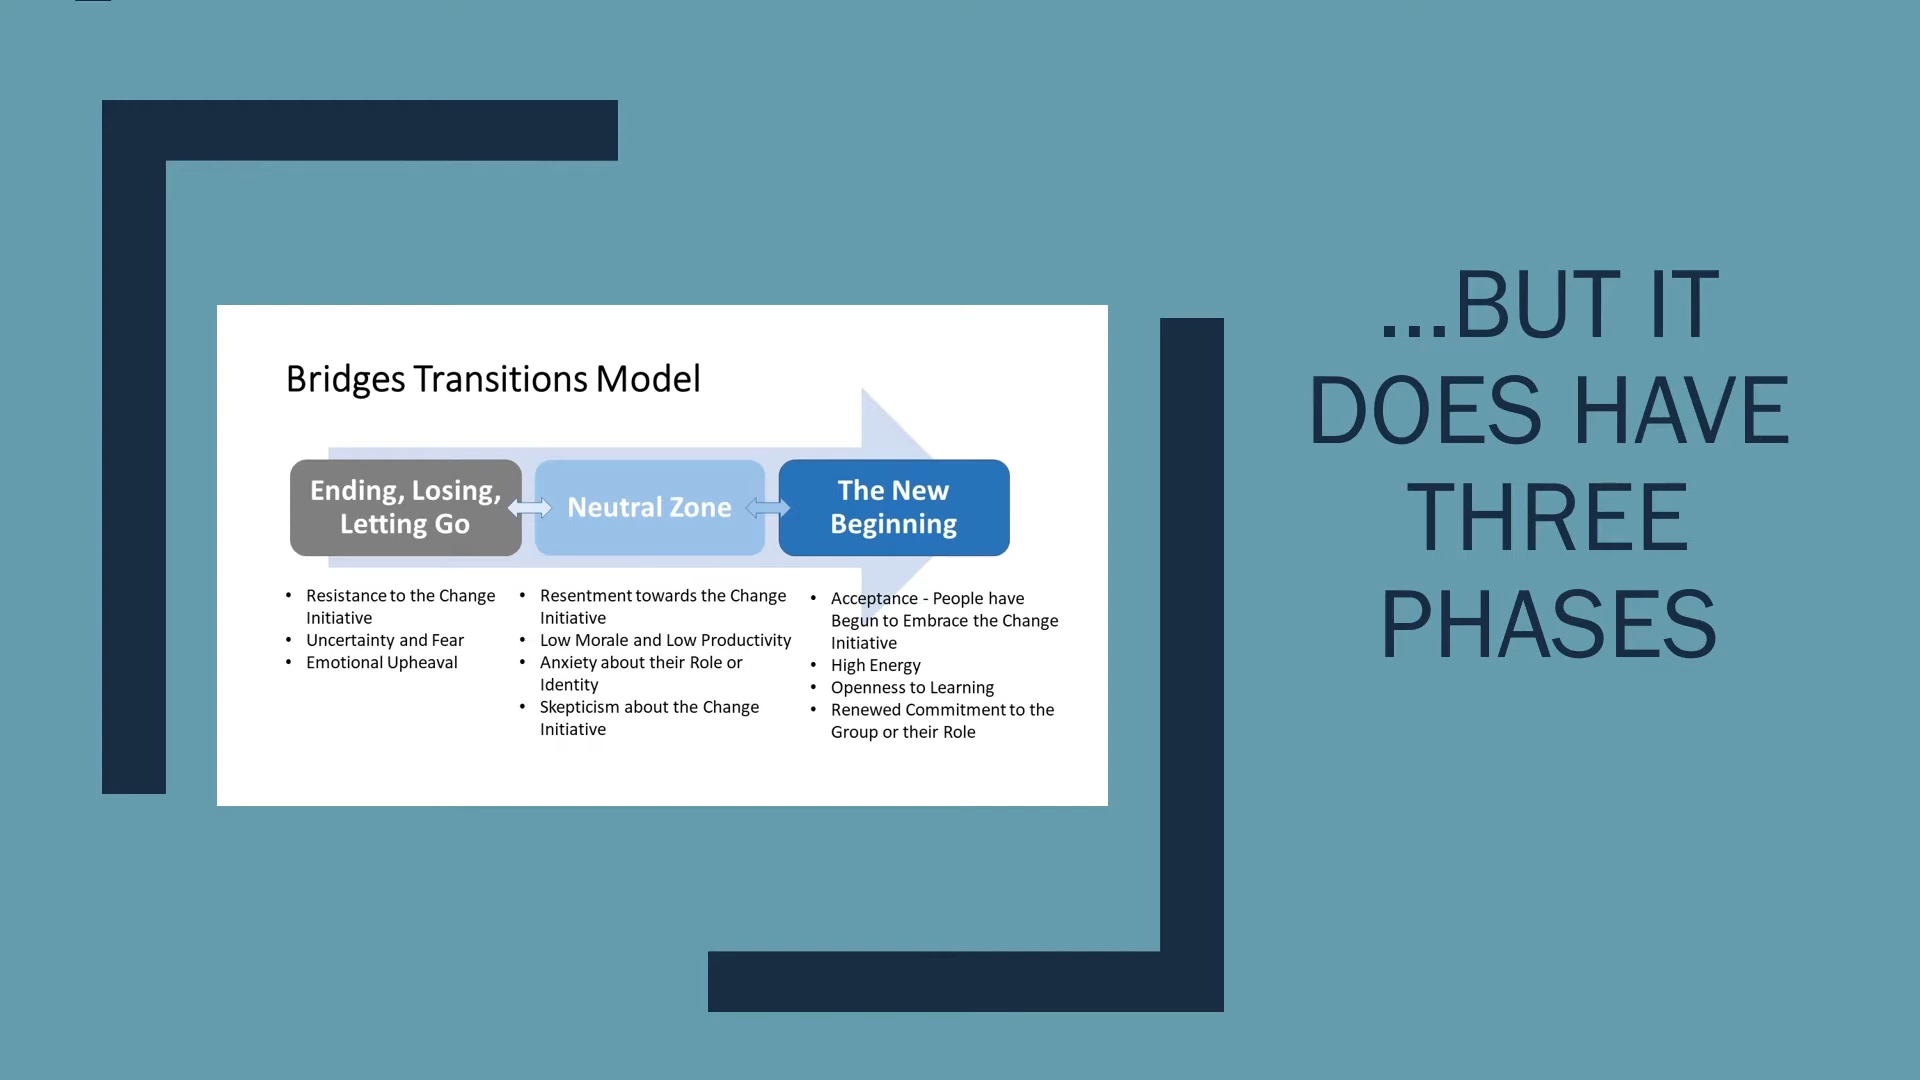 Bridges Transitions Model
Ending, Losing,
Letting Go
Neutral Zone
The New
Beginning
• Resistance to the Change
Initiative
• Uncertainty and Fear
• Emotional Upheaval
• Resentment towards the Change
Initiative
• Low Morale and Low Productivity
• Anxiety about their Role or
Identity
• Skepticism about the Change
Initiative
• Acceptance - People have
Begun to Embrace the Change
Initiative
• High Energy
• Openness to Learning
• Renewed Commitment to the
Group or their Role
...BUT IT
DOES HAVE
THREE
PHASES